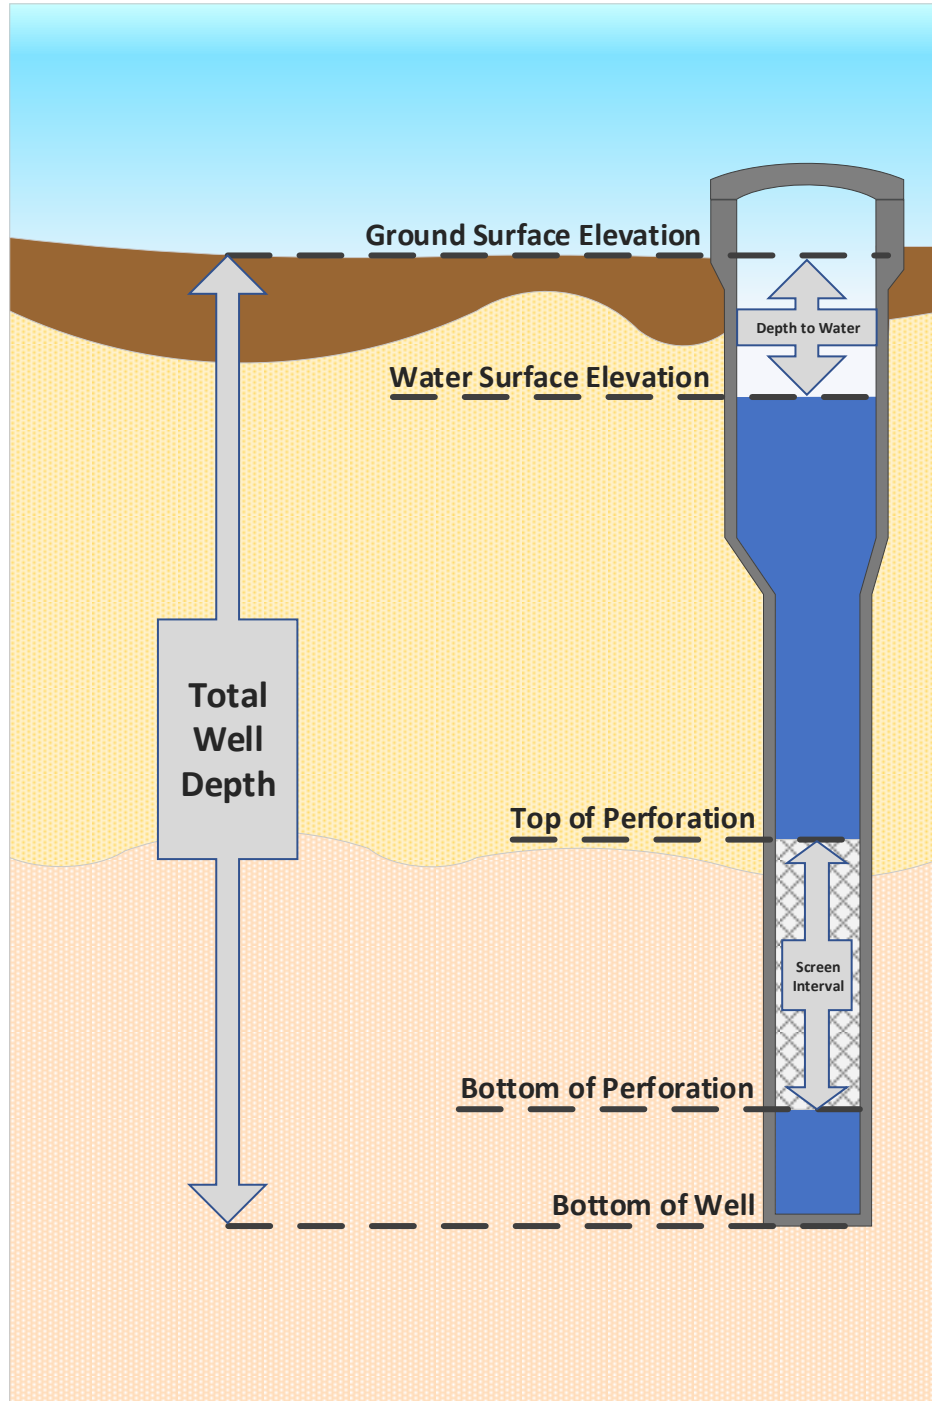 Ground Surface Elevation
Depth to Water
Water Surface Elevation
Total
Well
Depth
Top of Perforation
Screen
Interval
Bottom of Perforation
Bottom of Well